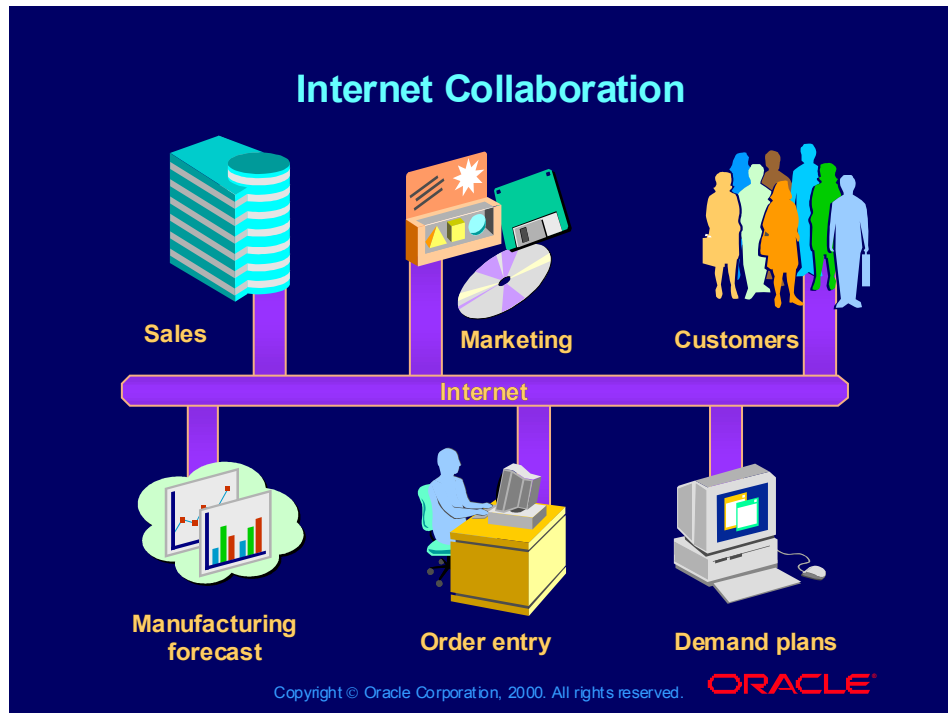 Internet Collaboration
Sales
Marketing
Customers
Internet
Manufacturing
forecast
Order entry
Demand plans
Copyright © Oracle Corporation, 2000. All rights reserved.
ORACLE®